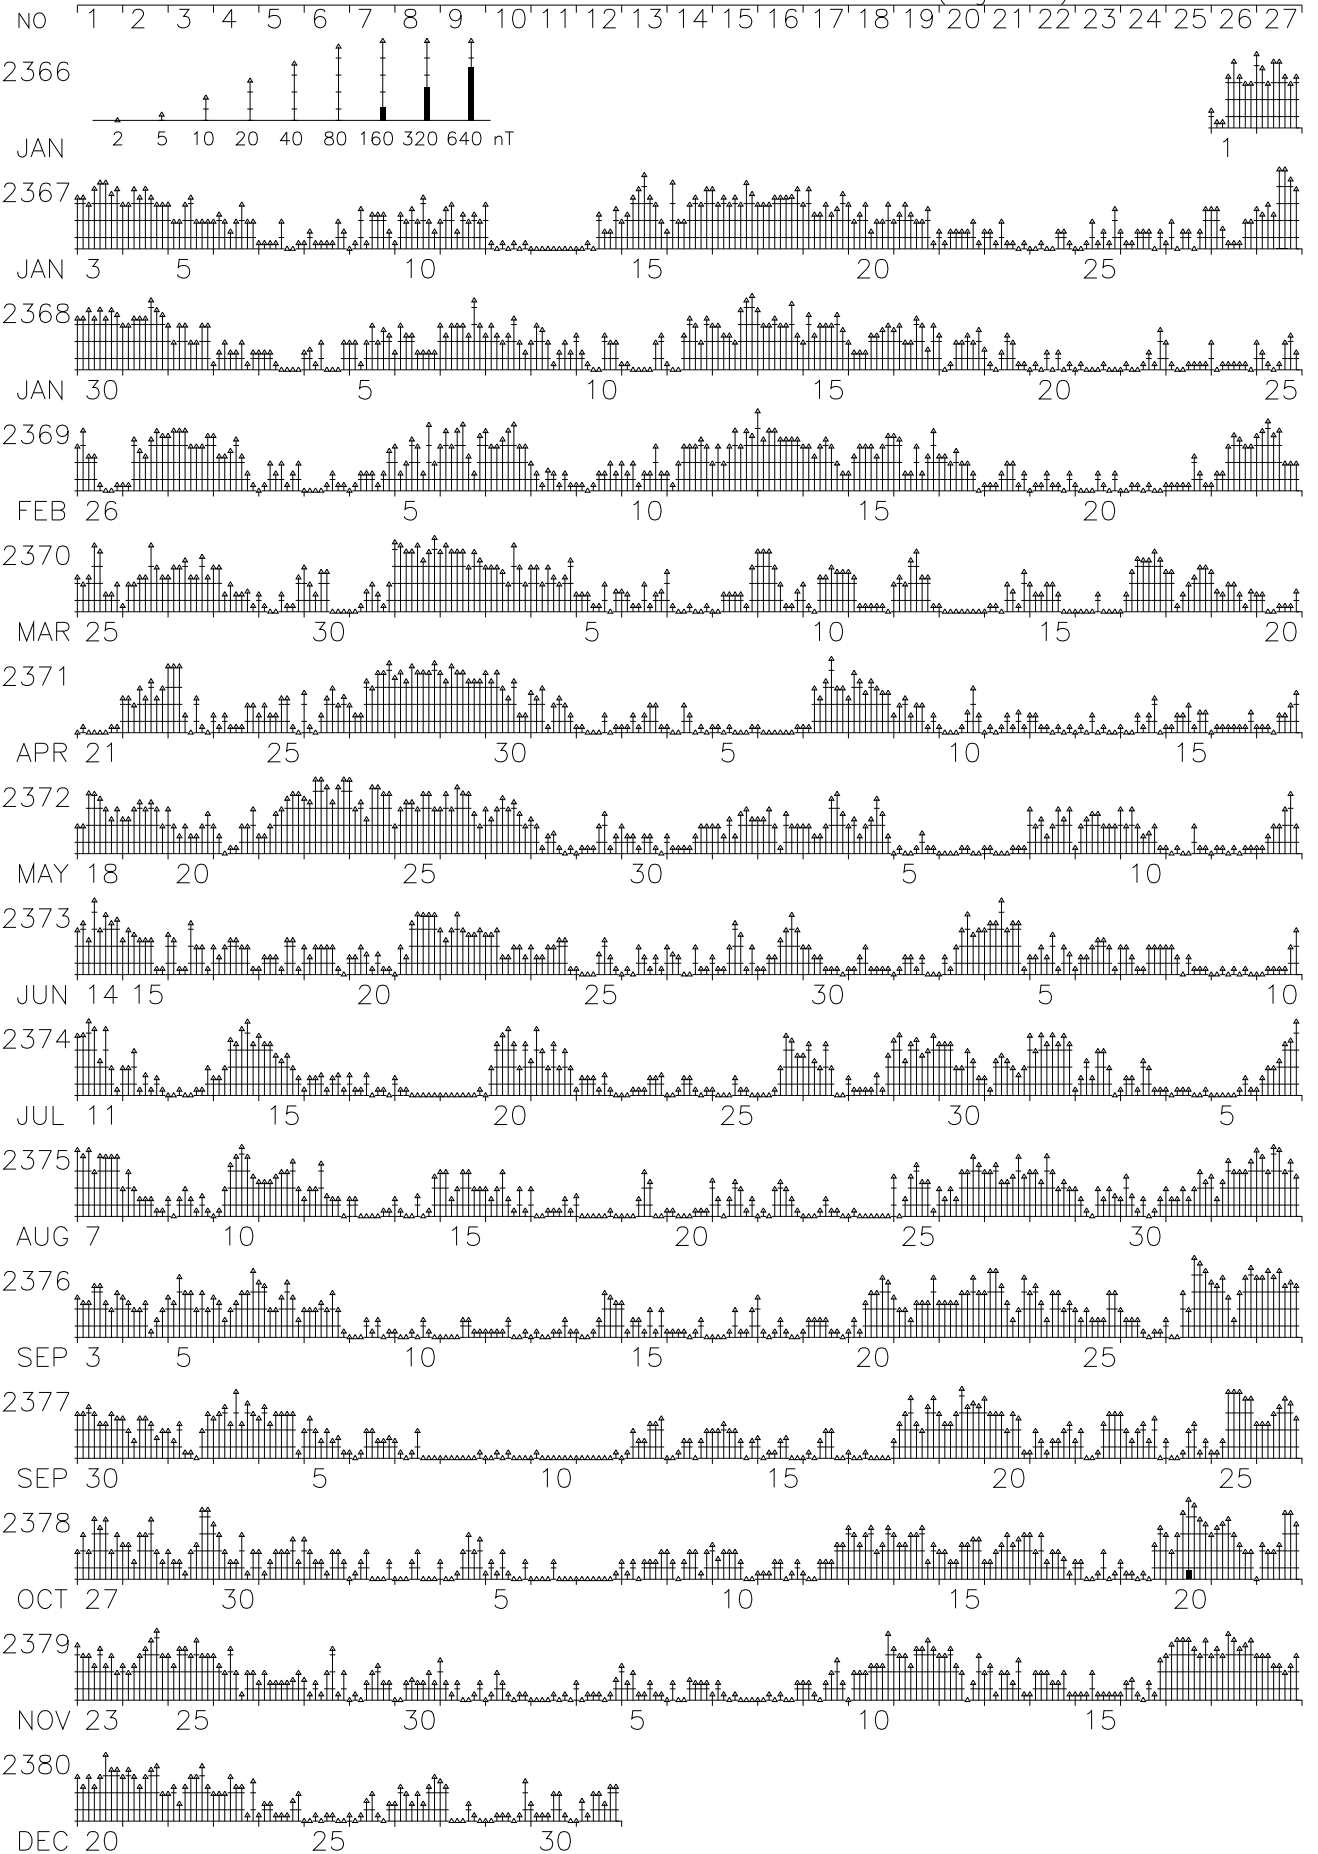 NO 1 2 3 4 5 6 7 8 9 10 11 12 13 14 15 16 17 18 19 20 21 22 23 24 25 26 27
2366
2 5 10 20 40 80 160 320 640 nT
JAN 1
2367
JAN 3 5 10 15 20 25
2368
JAN 30 5 10 15 20 25
2369
FEB 26 5 10 15 20
2370
MAR 25 30 5 10 15 20
2371
APR 21 25 30 5 10 15
2372
MAY 18 20 25 30 5 10
2373
JUN 14 15 20 25 30 5 10
2374
JUL 11 15 20 25 30 5
2375
AUG 7 10 15 20 25 30
2376
SEP 3 5 10 15 20 25
2377
SEP 30 5 10 15 20 25
2378
OCT 27 30 5 10 15 20
2379
NOV 23 25 30 5 10 15
2380
DEC 20 25 30